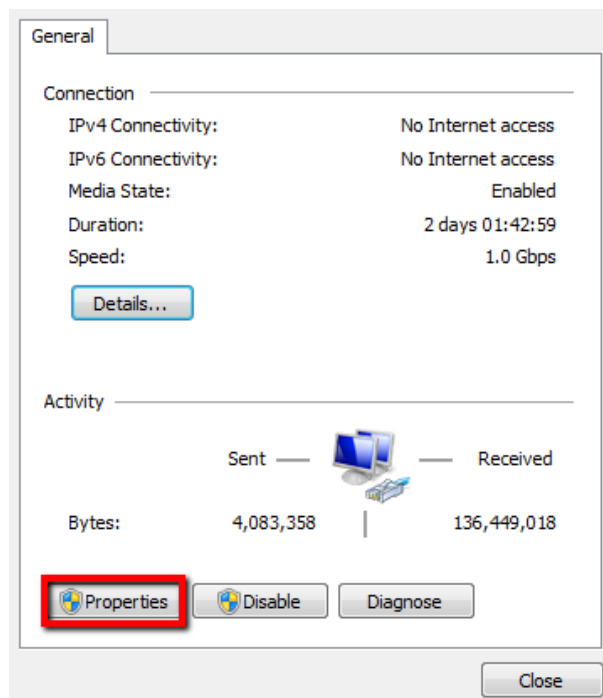 General
Connection
IPv4 Connectivity: No Internet access
IPv6 Connectivity: No Internet access
Media State: Enabled
Duration: 2 days 01:42:59
Speed: 1.0 Gbps
Details...
Activity
Sent Received
Bytes: 4,083,358 136,449,018
Properties Disable Diagnose
Close